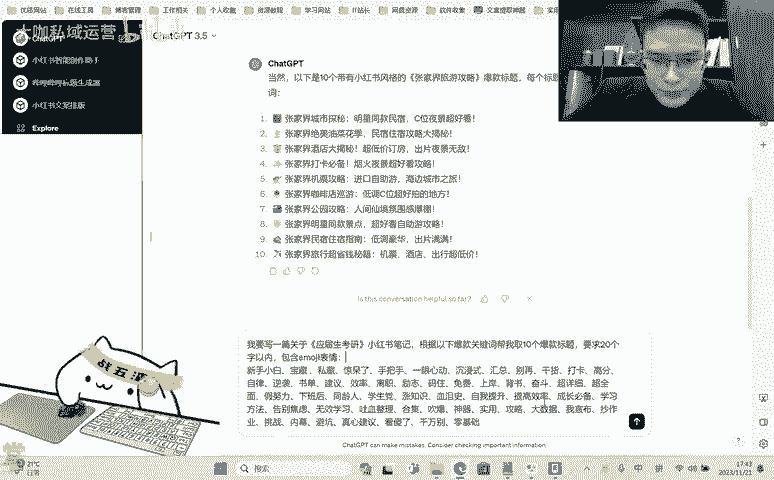 优质网站 在线工具 博客管理 工作相关 个人收藏 资源教程 学习网站 IT站长 网盘资源 软件收集 文章提取神器
大咖私域运营
ChatGPT
ChatGPT 3.5
小红书智能创作助手
小红书文案排版
Explore
ChatGPT
当然，以下是10个带有小红书风格的《张家界旅游攻略》爆款标题，每个标题
词：
1. 张家界城市探秘：明星同款民宿，C位夜景超好看！
2. 张家界绝美油菜花季，民宿住宿攻略大揭秘！
3. 张家界酒店大揭秘！超低价订房，出片夜景无敌！
4. 张家界打卡必备！烟火夜景超好看攻略！
5. 张家界机票攻略：进口自助游，海边城市之旅！
6. 张家界咖啡店巡游：低调C位超好拍的地方！
7. 张家界公园攻略：人间仙境氛围感爆棚！
8. 张家界明星同款景点，超好看自助游攻略！
9. 张家界民宿住宿指南：低调豪华，出片满满！
10. 张家界旅行超省钱秘籍：机票、酒店、出行超低价！
Is this conversation helpful so far?
我要写一篇关于《应届生考研》小红书笔记，根据以下爆款关键词帮我取10个爆款标题，要求20个
字以内，包含emoji表情：
新手小白、宝藏、私藏、惊呆了、手把手、一眼心动、沉浸式、汇总、别再、干货、打卡、高分、
自律、逆袭、书单、建议、效率、离职、励志、码住、免费、上岸、背书、奋斗、超详细、超全
面、假努力、下班后、同龄人、学生党、涨知识、血泪史、自我提升、提高效率、成长必备、学习
方法、告别焦虑、无效学习、吐血整理、合集、吹爆、神器、实用、攻略、大数据、我宣布、抄作
业、挑战、内幕、避坑、真心建议、看傻了、千万别、零基础
ChatGPT can make mistakes. Consider checking important information.
战五渣
21°C
搜索
拼
17:43
2023/11/21